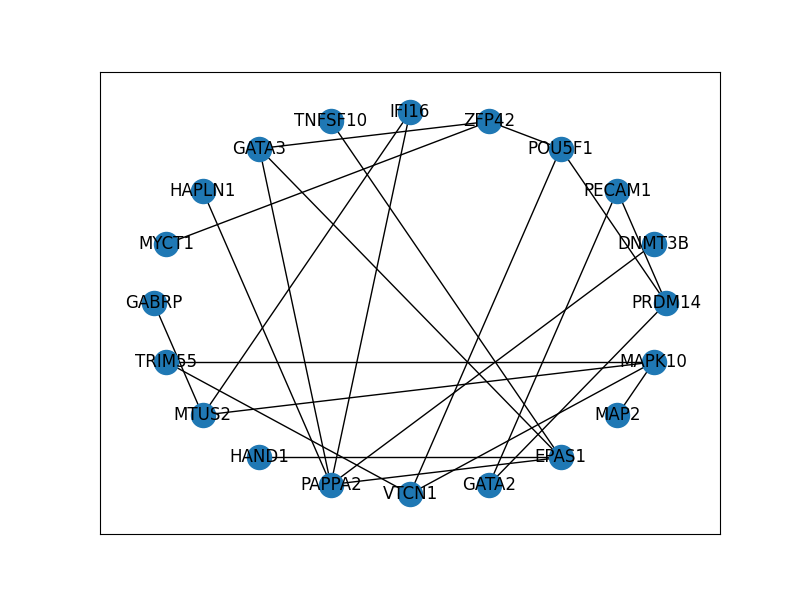 IFI16
TNFSF10
ZFP42
GATA3
POU5F1
HAPLN1
PECAM1
MYCT1
DNMT3B
GABRP
PRDM14
TRIM55
MAPK10
MTUS2
MAP2
HAND1
EPAS1
PAPPA2
GATA2
VTCN1